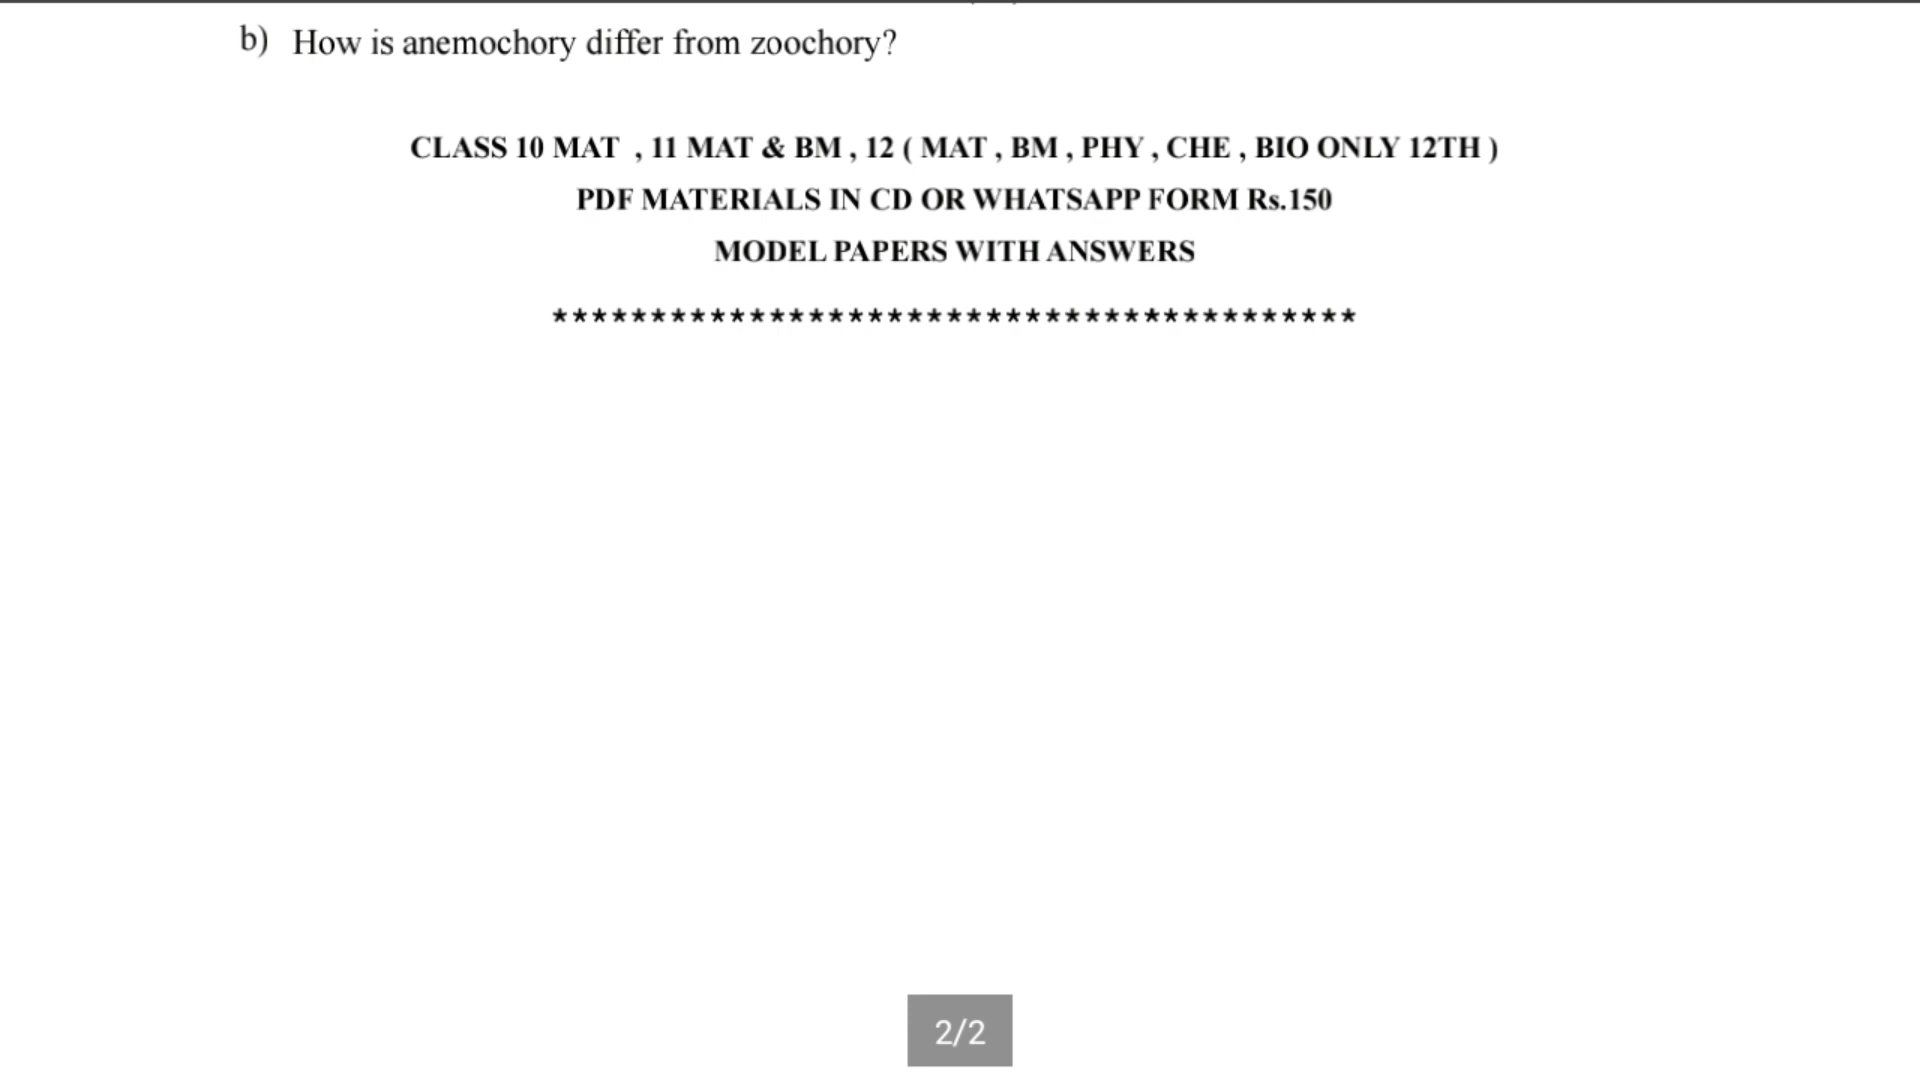 b) How is anemochory differ from zoochory?
CLASS 10 MAT , 11 MAT & BM , 12 ( MAT , BM , PHY , CHE , BIO ONLY 12TH )
PDF MATERIALS IN CD OR WHATSAPP FORM Rs.150
MODEL PAPERS WITH ANSWERS
*****************************************
2/2